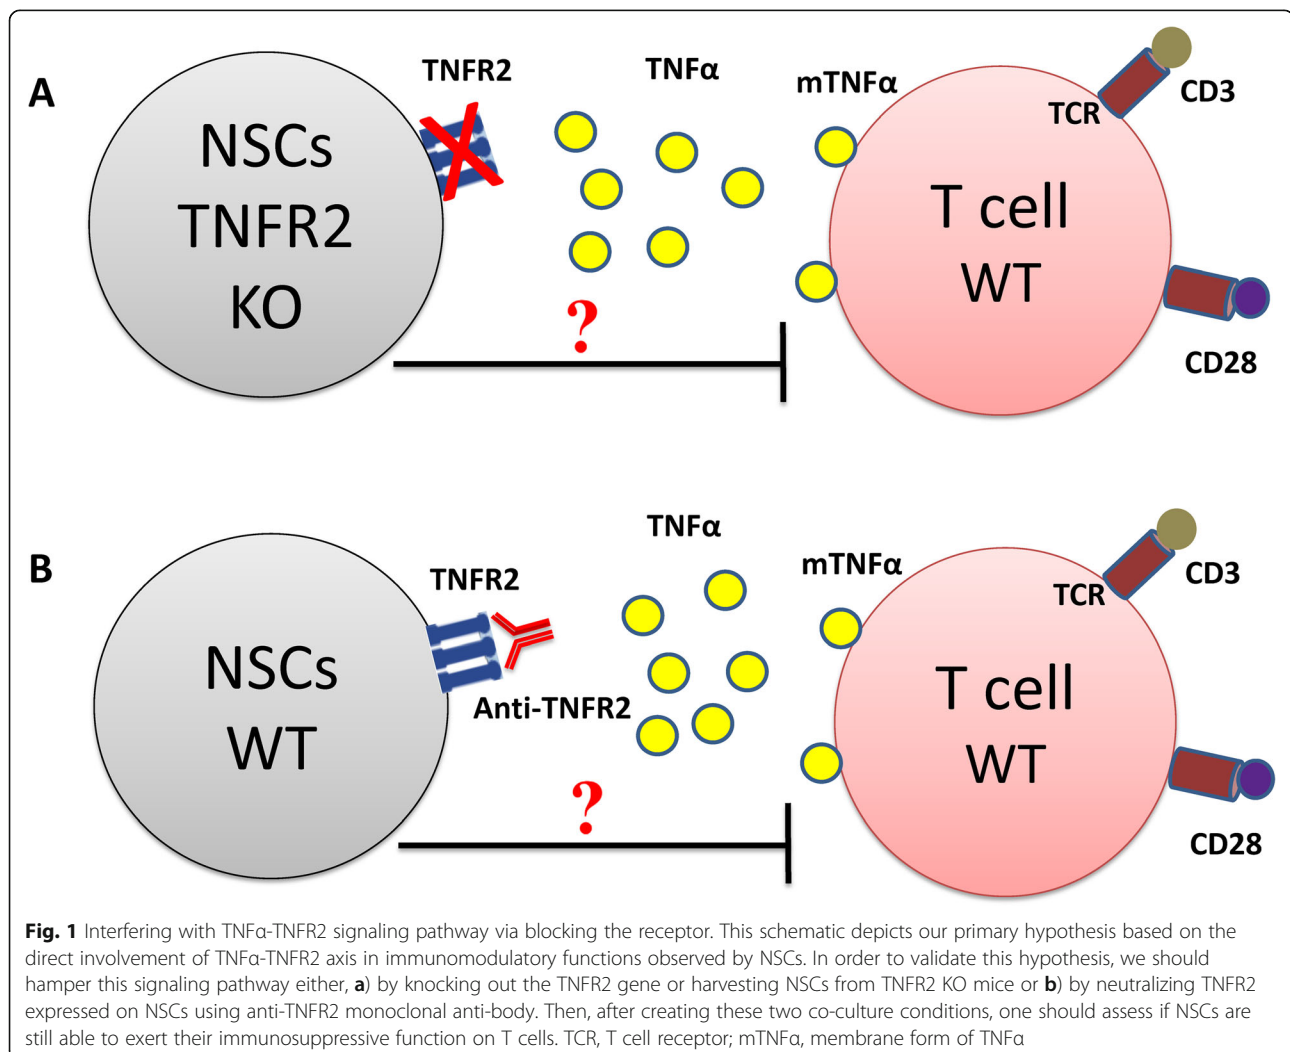 A
TNFR2
TNFα
mTNFα
TCR
CD3
NSCs
TNFR2
KO
T cell
WT
?
CD28
B
TNFR2
TNFα
mTNFα
TCR
CD3
NSCs
WT
Anti-TNFR2
T cell
WT
?
CD28
Fig. 1 Interfering with TNFα-TNFR2 signaling pathway via blocking the receptor. This schematic depicts our primary hypothesis based on the
direct involvement of TNFα-TNFR2 axis in immunomodulatory functions observed by NSCs. In order to validate this hypothesis, we should
hamper this signaling pathway either, a) by knocking out the TNFR2 gene or harvesting NSCs from TNFR2 KO mice or b) by neutralizing TNFR2
expressed on NSCs using anti-TNFR2 monoclonal anti-body. Then, after creating these two co-culture conditions, one should assess if NSCs are
still able to exert their immunosuppressive function on T cells. TCR, T cell receptor; mTNFα, membrane form of TNFα